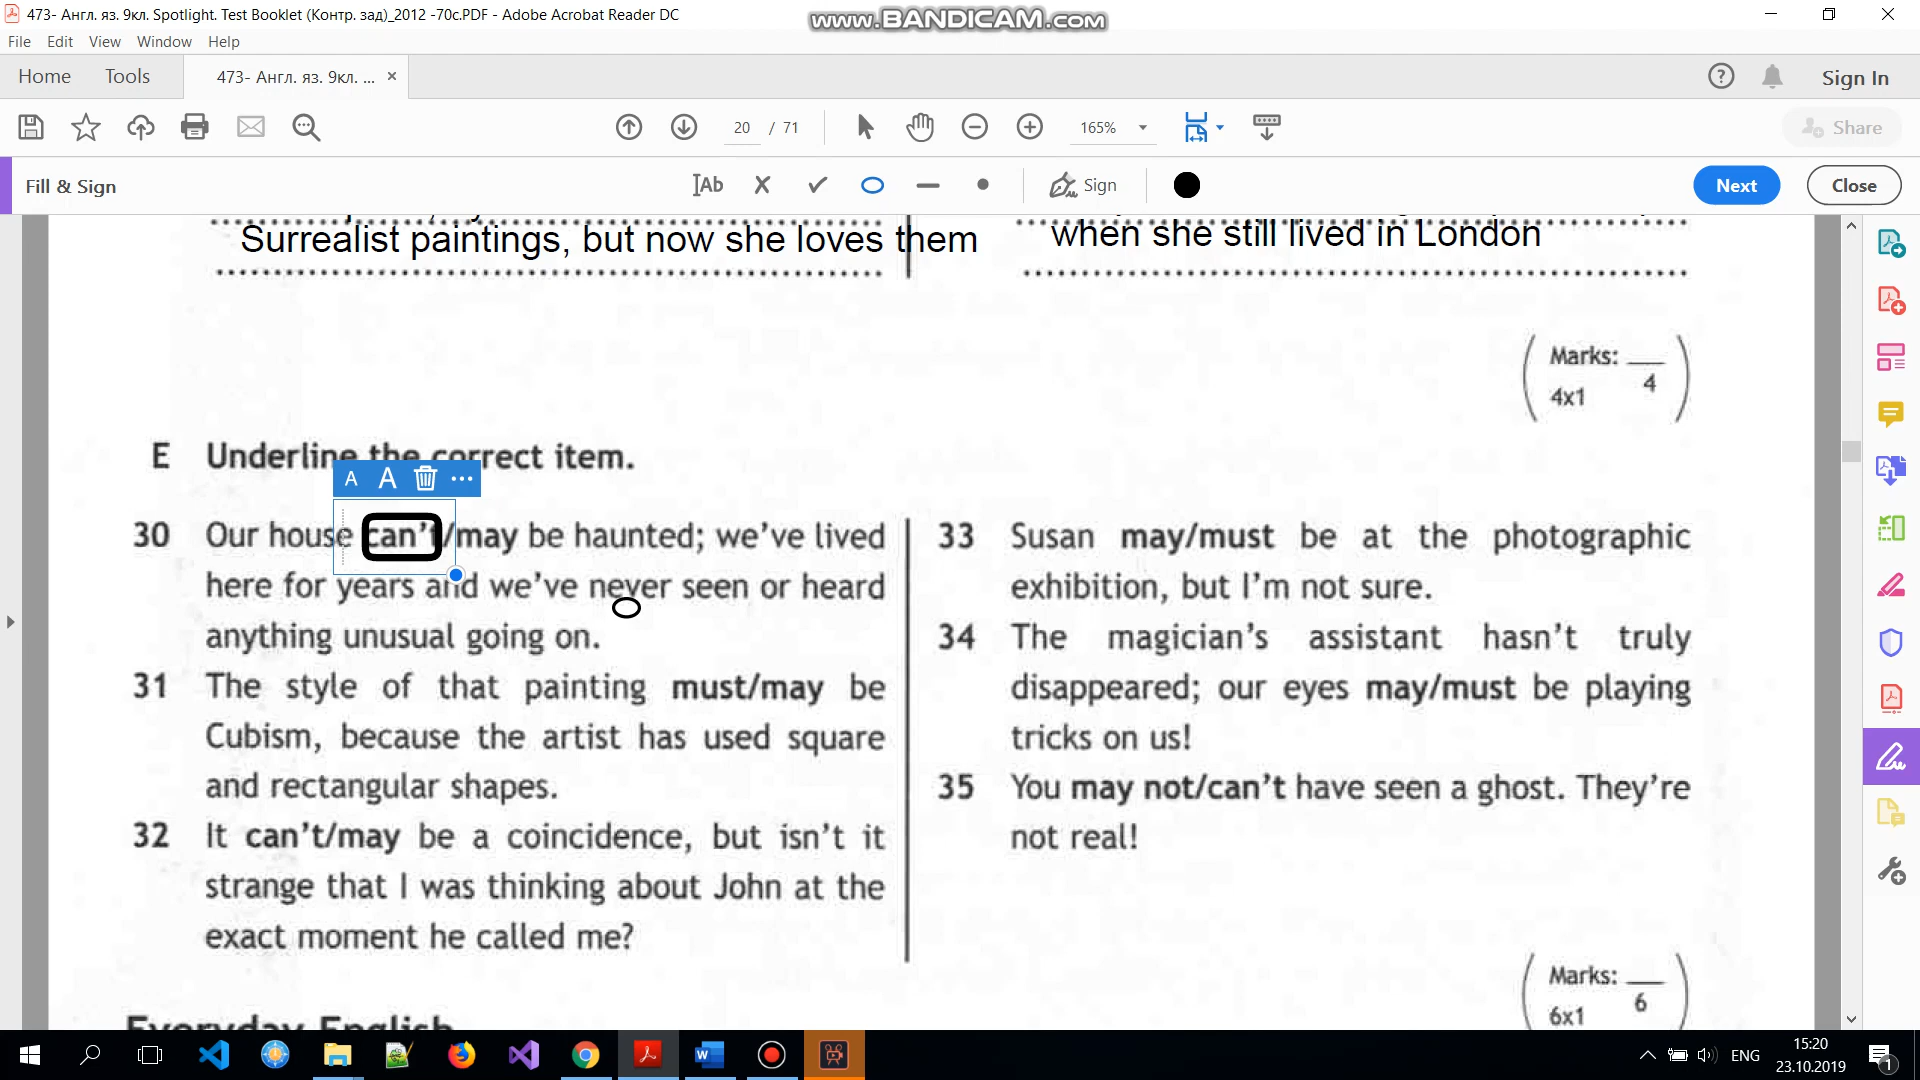 473- Англ. яз. 9кл. Spotlight. Test Booklet (Контр. зад)_2012 -70с.PDF - Adobe Acrobat Reader DC
www.BANDICAM.com
File Edit View Window Help
Home Tools 473- Англ. яз. 9кл. ... × Sign In
20 / 71 165% Share
Fill & Sign Ab Sign Next Close
Surrealist paintings, but now she loves them
when she still lived in London
Marks:
4x1 4
E Underline the correct item.
A A
30 Our house can't/may be haunted; we've lived
here for years and we've never seen or heard
anything unusual going on.
31 The style of that painting must/may be
Cubism, because the artist has used square
and rectangular shapes.
32 It can't/may be a coincidence, but isn't it
strange that I was thinking about John at the
exact moment he called me?
33 Susan may/must be at the photographic
exhibition, but I'm not sure.
34 The magician's assistant hasn't truly
disappeared; our eyes may/must be playing
tricks on us!
35 You may not/can't have seen a ghost. They're
not real!
Marks:
6x1 6
Everyday English
ENG 15:20
23.10.2019
1